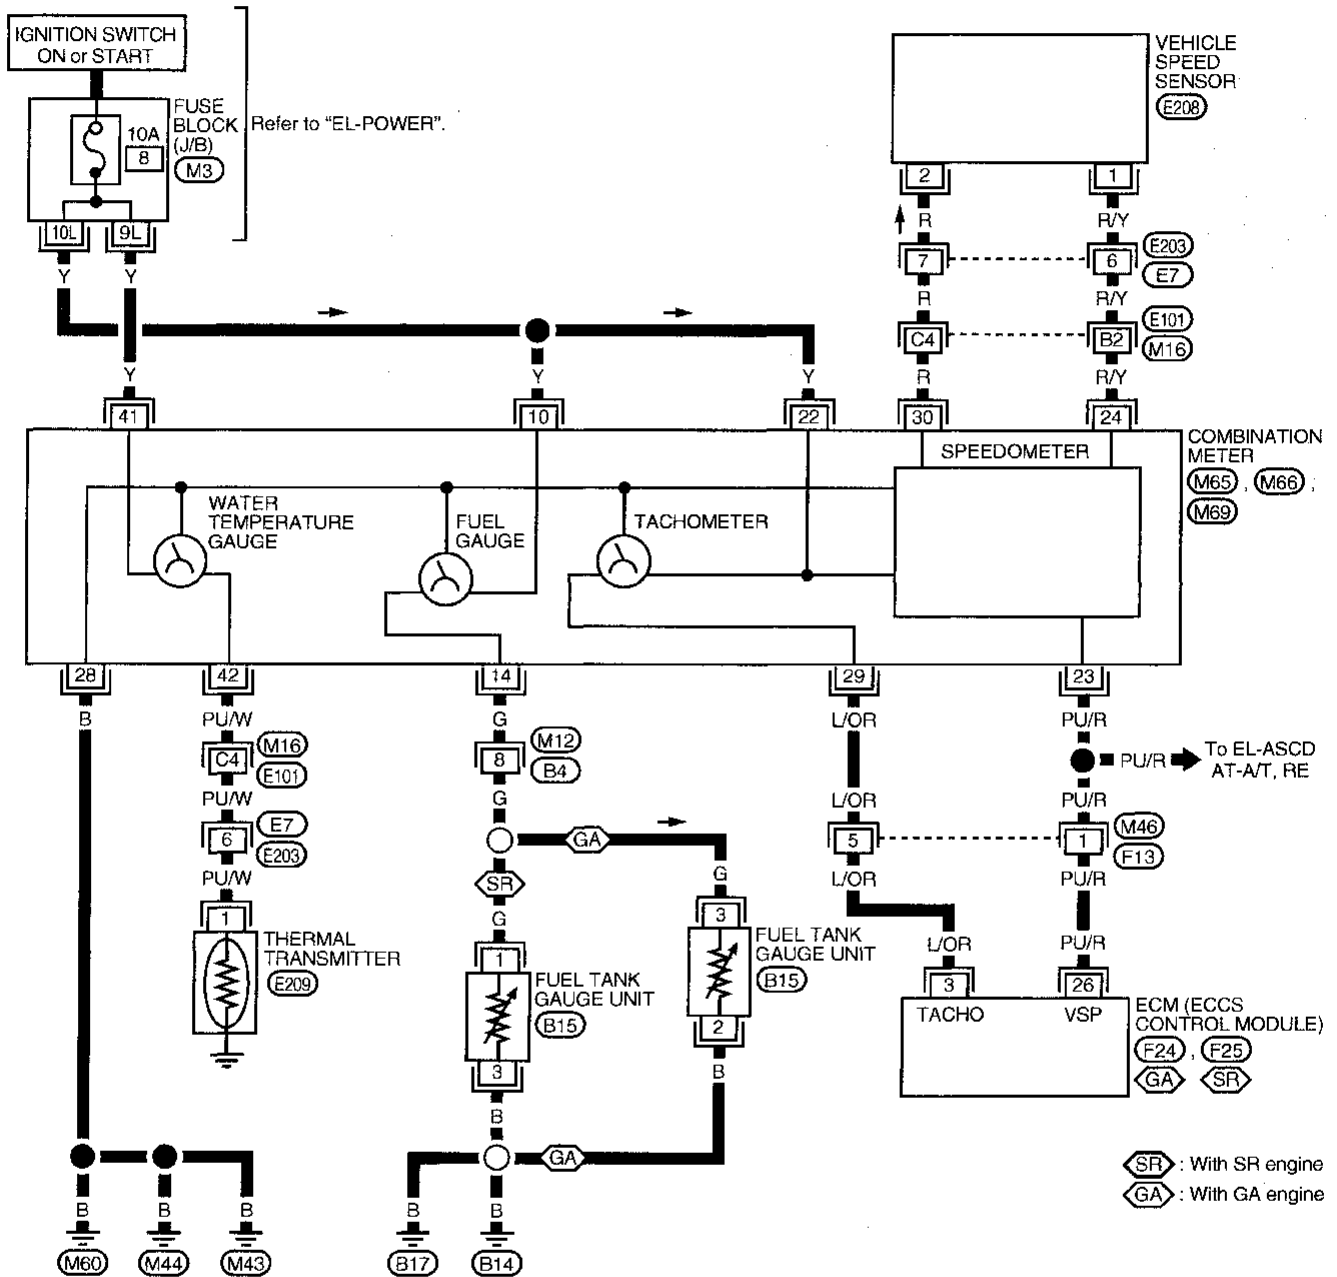 IGNITION SWITCH
ON or START
FUSE
BLOCK
(J/B)
M3
10A
8
Refer to "EL-POWER".
10L
9L
Y
Y
VEHICLE
SPEED
SENSOR
E208
2
1
R
R/Y
7
6
E203
E7
R
R/Y
C4
B2
E101
M16
R
R/Y
Y
Y
Y
41
10
22
30
24
SPEEDOMETER
COMBINATION
METER
M65 , M66 ,
M69
WATER
TEMPERATURE
GAUGE
FUEL
GAUGE
TACHOMETER
28
42
14
29
23
B
PU/W
G
L/OR
PU/R
C4
M16
E101
8
M12
B4
PU/R
To EL-ASCD
AT-A/T, RE
PU/W
G
L/OR
PU/R
6
E7
E203
GA
5
1
M46
F13
PU/W
SR
G
L/OR
PU/R
1
G
3
L/OR
PU/R
THERMAL
TRANSMITTER
E209
1
FUEL TANK
GAUGE UNIT
B15
FUEL TANK
GAUGE UNIT
B15
3
26
TACHO
VSP
ECM (ECCS
CONTROL MODULE)
F24 , F25
GA SR
3
2
B
B
GA
SR : With SR engine
GA : With GA engine
B
B
B
B
B
M60
M44
M43
B17
B14